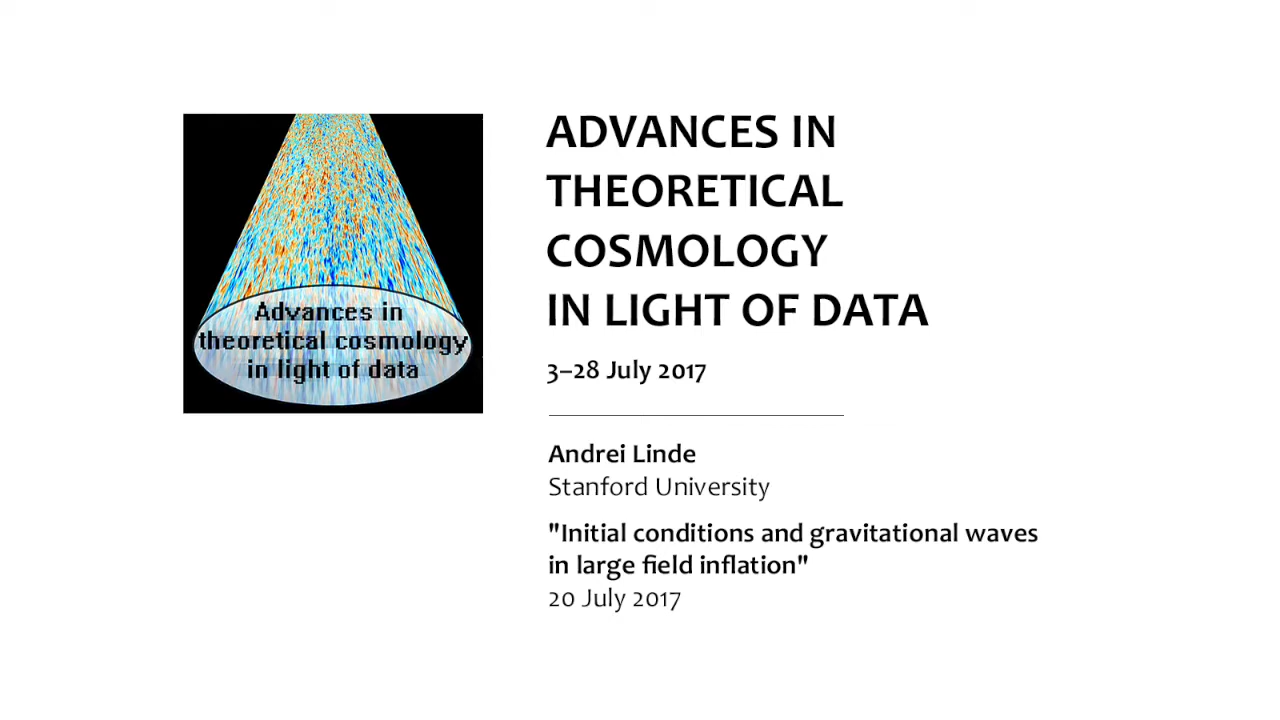 Advances in
theoretical cosmology
in light of data
ADVANCES IN
THEORETICAL
COSMOLOGY
IN LIGHT OF DATA
3–28 July 2017
Andrei Linde
Stanford University
"Initial conditions and gravitational waves
in large field inflation"
20 July 2017